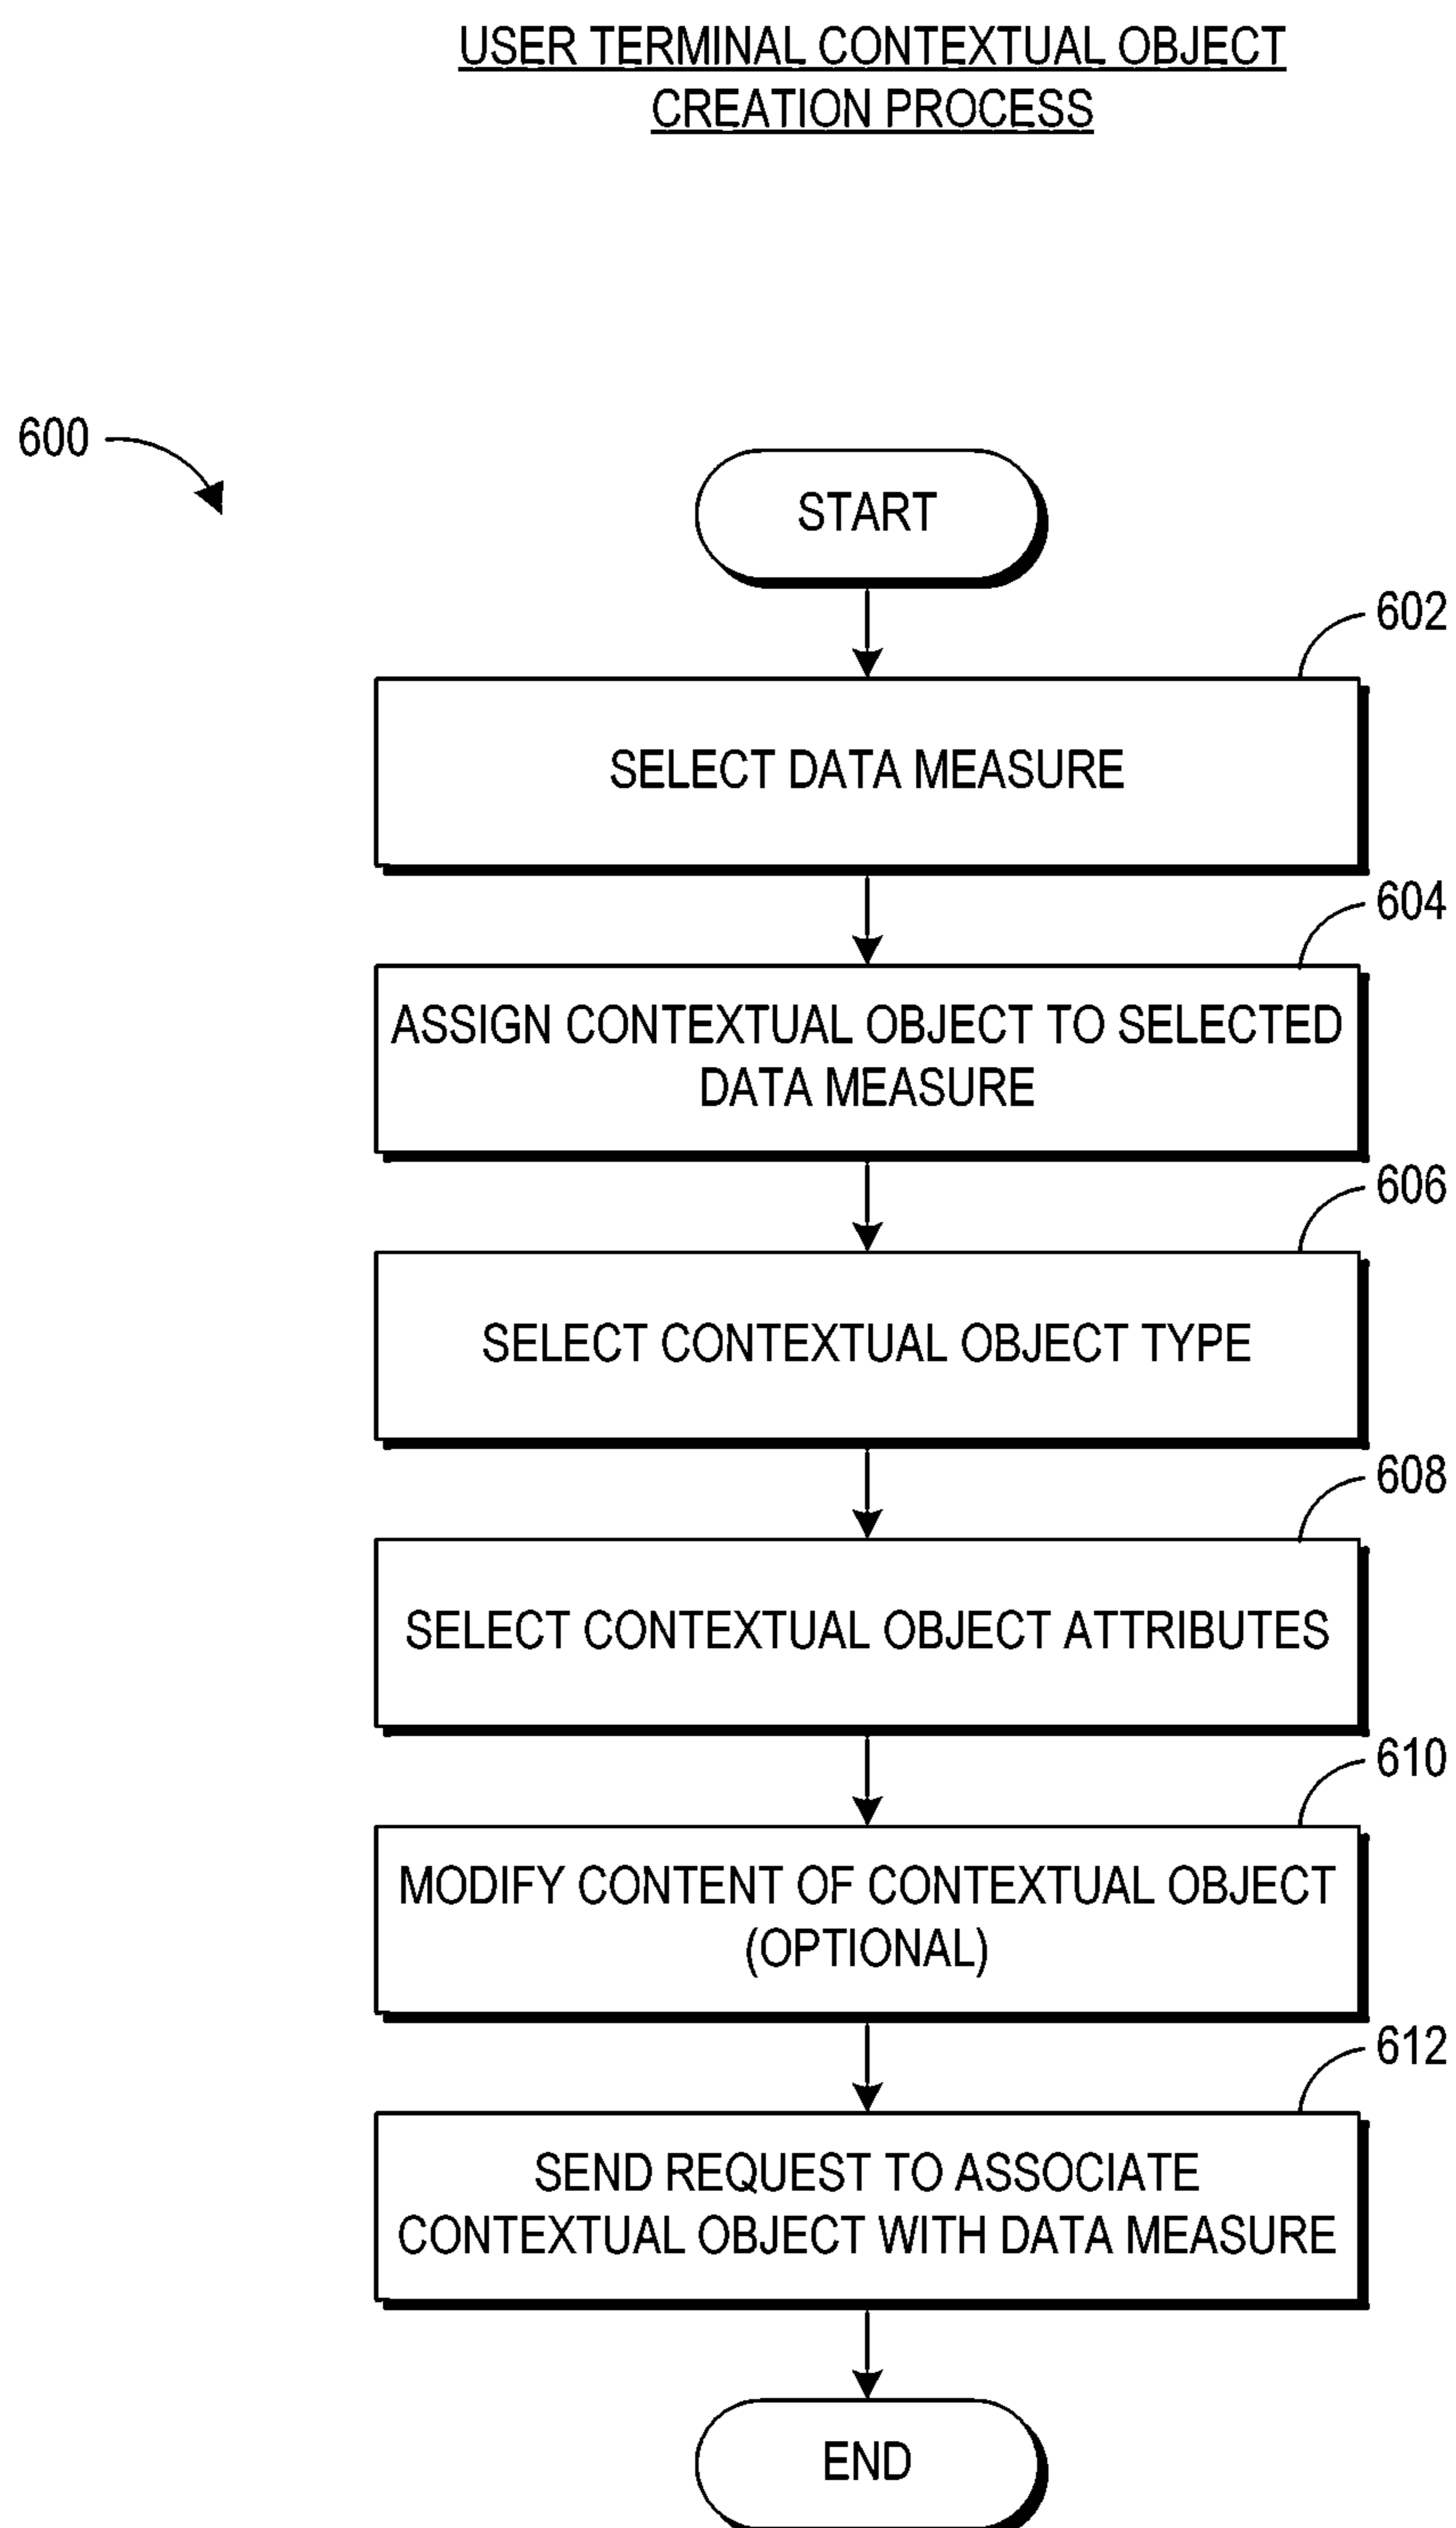 USER TERMINAL CONTEXTUAL OBJECT
CREATION PROCESS
600
START
602
SELECT DATA MEASURE
604
ASSIGN CONTEXTUAL OBJECT TO SELECTED
DATA MEASURE
606
SELECT CONTEXTUAL OBJECT TYPE
608
SELECT CONTEXTUAL OBJECT ATTRIBUTES
610
MODIFY CONTENT OF CONTEXTUAL OBJECT
(OPTIONAL)
612
SEND REQUEST TO ASSOCIATE
CONTEXTUAL OBJECT WITH DATA MEASURE
END